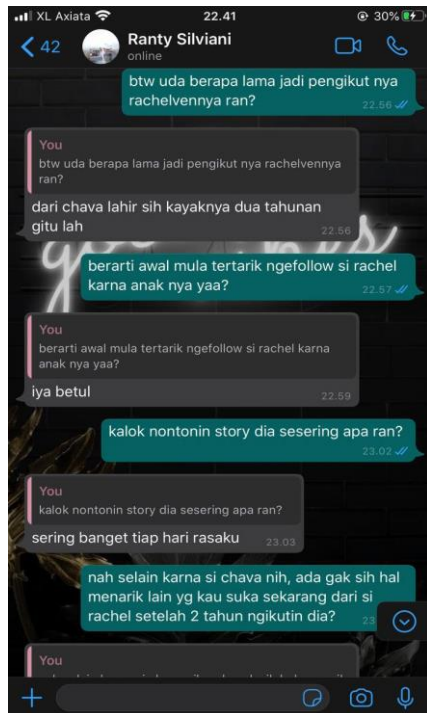 XL Axiata
22.41
30%
42
Ranty Silviani
online
btw uda berapa lama jadi pengikut nya
rachelvennya ran?
22.56
You
btw uda berapa lama jadi pengikut nya rachelvennya
ran?
dari chava lahir sih kayaknya dua tahunan
gitu lah
22.56
berarti awal mula tertarik ngefollow si rachel
karna anak nya yaa?
22.57
You
berarti awal mula tertarik ngefollow si rachel karna
anak nya yaa?
iya betul
22.59
kalok nontonin story dia sesering apa ran?
23.02
You
kalok nontonin story dia sesering apa ran?
sering banget tiap hari rasaku
23.03
nah selain karna si chava nih, ada gak sih hal
menarik lain yg kau suka sekarang dari si
rachel setelah 2 tahun ngikutin dia?
23
You